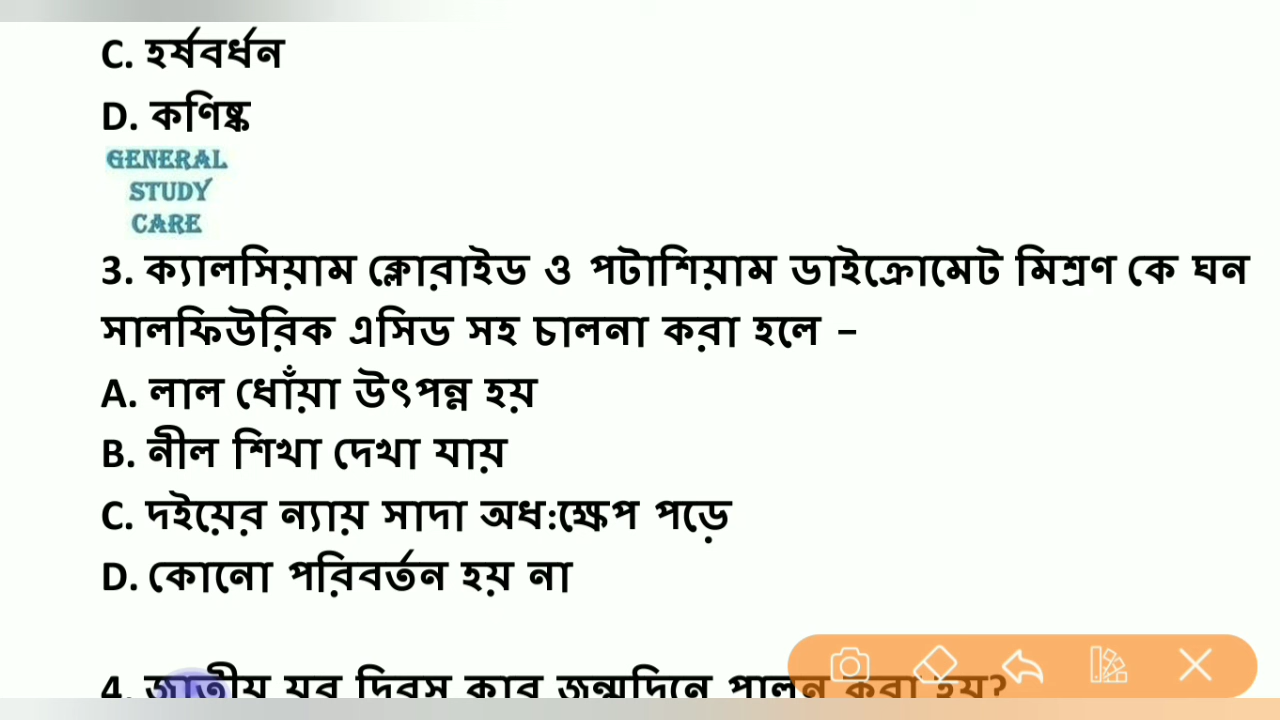 C. হর্ষবর্ধন
D. কণিষ্ক
GENERAL
STUDY
CARE
3. ক্যালসিয়াম ক্লোরাইড ও পটাশিয়াম ডাইক্রোমেট মিশ্রণ কে ঘন
সালফিউরিক এসিড সহ চালনা করা হলে –
A. লাল ধোঁয়া উৎপন্ন হয়
B. নীল শিখা দেখা যায়
C. দইয়ের ন্যায় সাদা অধ:ক্ষেপ পড়ে
D. কোনো পরিবর্তন হয় না
4. জাতীয় যুব দিবস কার জন্মদিনে পালন করা হয়?